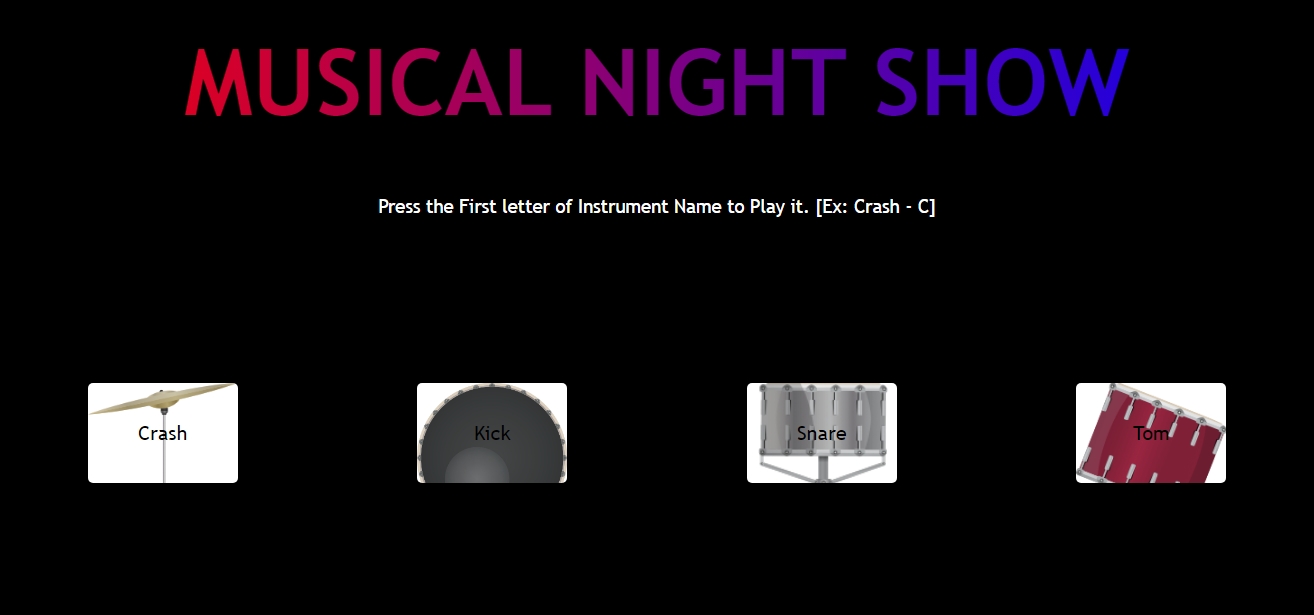 MUSICAL NIGHT SHOW
Press the First letter of Instrument Name to Play it. [Ex: Crash - C]
Crash
Kick
Snare
Tom